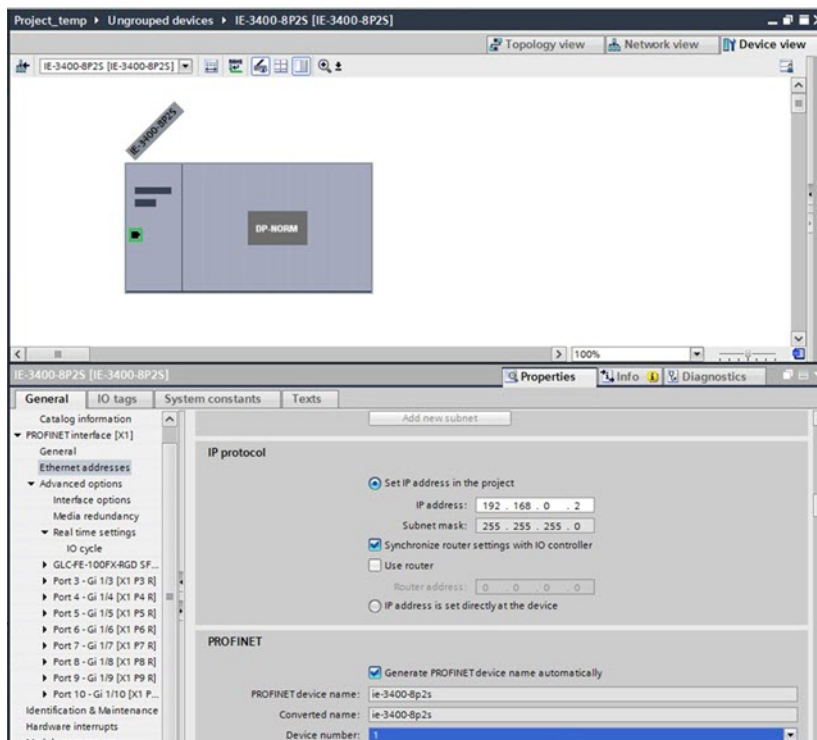 Project_temp ▸ Ungrouped devices ▸ IE-3400-8P2S [IE-3400-8P2S]
Topology view Network view Device view
IE-3400-8P2S [IE-3400-8P2S]
IE-3400-8P2S
DP-NORM
100%
IE-3400-8P2S [IE-3400-8P2S]
Properties Info Diagnostics
General IO tags System constants Texts
Catalog information
PROFINET interface [X1]
General
Ethernet addresses
Advanced options
Interface options
Media redundancy
Real time settings
IO cycle
GLC-FE-100FX-RGD SF...
Port 3 - Gi 1/3 [X1 P3 R]
Port 4 - Gi 1/4 [X1 P4 R]
Port 5 - Gi 1/5 [X1 P5 R]
Port 6 - Gi 1/6 [X1 P6 R]
Port 7 - Gi 1/7 [X1 P7 R]
Port 8 - Gi 1/8 [X1 P8 R]
Port 9 - Gi 1/9 [X1 P9 R]
Port 10 - Gi 1/10 [X1 P...
Identification & Maintenance
Hardware interrupts
Add new subnet
IP protocol
Set IP address in the project
IP address: 192 . 168 . 0 . 2
Subnet mask: 255 . 255 . 255 . 0
Synchronize router settings with IO controller
Use router
Router address: 0 . 0 . 0 . 0
IP address is set directly at the device
PROFINET
Generate PROFINET device name automatically
PROFINET device name: ie-3400-8p2s
Converted name: ie-3400-8p2s
Device number: 1